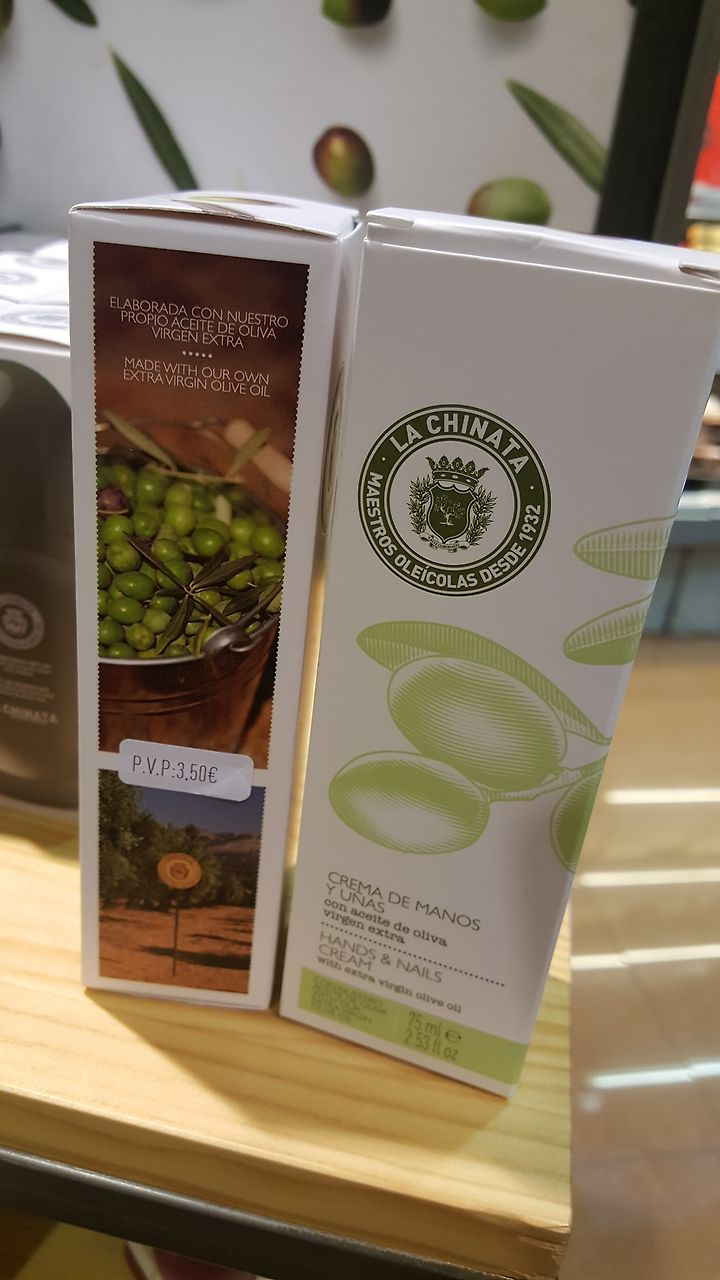 ELABORADA CON NUESTRO
PROPIO ACEITE DE OLIVA
VIRGEN EXTRA
MADE WITH OUR OWN
EXTRA VIRGIN OLIVE OIL
P.V.P:3,50€
LA CHINATA
MAESTROS OLEÍCOLAS DESDE 1932
CREMA DE MANOS
Y UÑAS
con aceite de oliva
virgen extra
HANDS & NAILS
CREAM
with extra virgin olive oil
75 ml e
2.53 fl oz
CHINATA